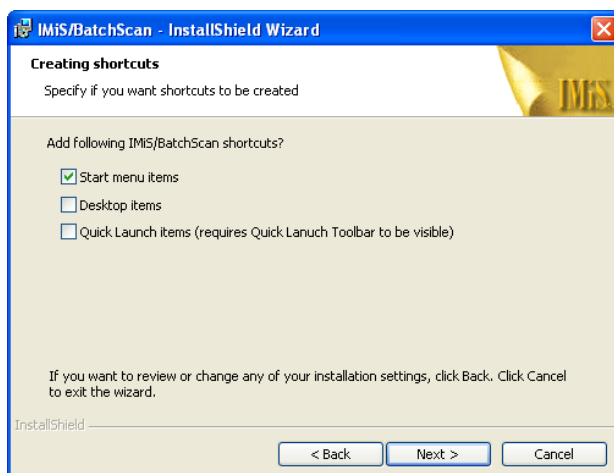 IMiS/BatchScan - InstallShield Wizard
Creating shortcuts
Specify if you want shortcuts to be created
IMiS
Add following IMiS/BatchScan shortcuts?
Start menu items
Desktop items
Quick Launch items (requires Quick Lanuch Toolbar to be visible)
If you want to review or change any of your installation settings, click Back. Click Cancel
to exit the wizard.
InstallShield
< Back Next > Cancel